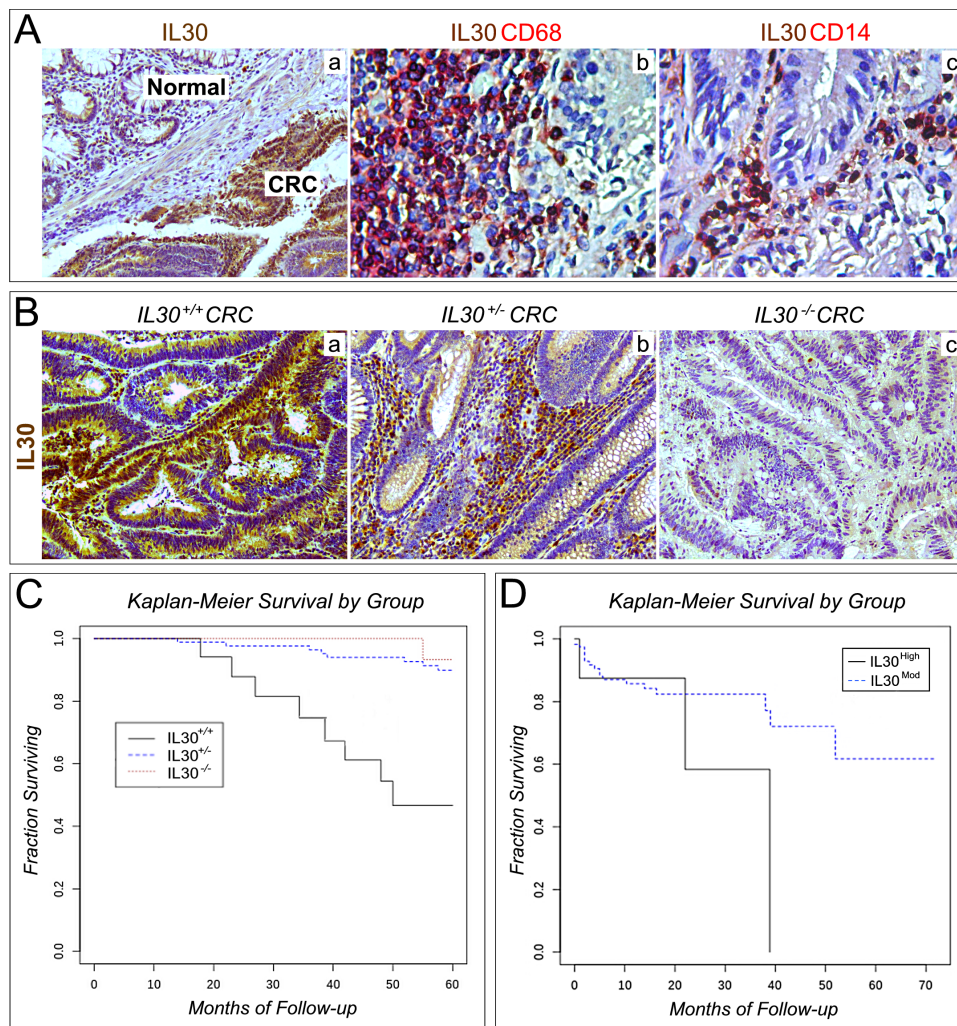 A
IL30
IL30 CD68
IL30 CD14
a
b
c
Normal
CRC
B
IL30+/+ CRC
IL30+/- CRC
IL30-/- CRC
a
b
c
IL30
C
Kaplan-Meier Survival by Group
Fraction Surviving
1.0
0.8
0.6
0.4
0.2
0.0
IL30+/+
IL30+/-
IL30-/-
0 10 20 30 40 50 60
Months of Follow-up
D
Kaplan-Meier Survival by Group
Fraction Surviving
1.0
0.8
0.6
0.4
0.2
0.0
IL30High
IL30Mod
0 10 20 30 40 50 60 70
Months of Follow-up